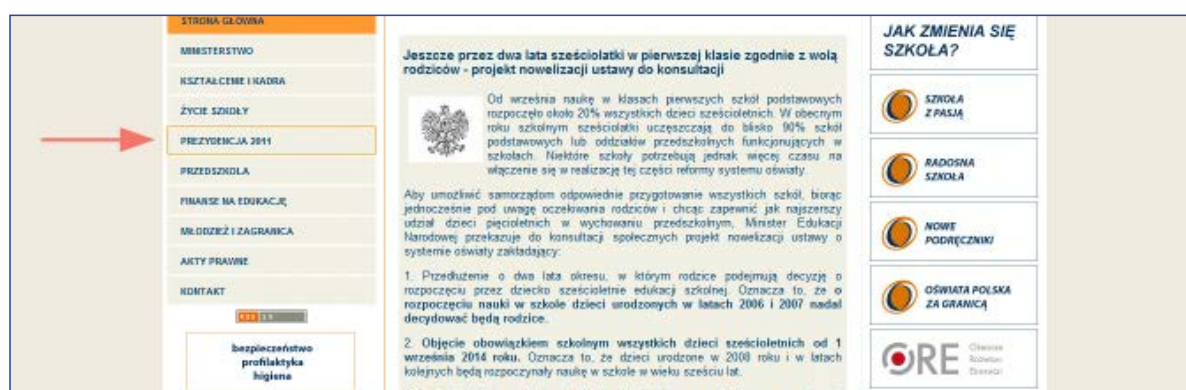 STRONA GŁÓWNA
MINISTERSTWO
KSZTAŁCENIE I KADRA
ŻYCIE SZKOŁY
PREZYDENCJA 2011
PRZEDSZKOLA
FINANSE NA EDUKACJĘ
MŁODZIEŻ I ZAGRANICA
AKTY PRAWNE
KONTAKT
RSS
bezpieczeństwo
profilaktyka
higiena
Jeszcze przez dwa lata sześciolatki w pierwszej klasie zgodnie z wolą
rodziców - projekt nowelizacji ustawy do konsultacji
Od września naukę w klasach pierwszych szkół podstawowych
rozpoczęło około 20% wszystkich dzieci sześcioletnich. W obecnym
roku szkolnym sześciolatki uczęszczają do blisko 90% szkół
podstawowych lub oddziałów przedszkolnych funkcjonujących w
szkołach. Niektóre szkoły potrzebują jednak więcej czasu na
włączenie się w realizację tej części reformy systemu oświaty.
Aby umożliwić samorządom odpowiednie przygotowanie wszystkich szkół, biorąc
jednocześnie pod uwagę oczekiwania rodziców i chcąc zapewnić jak najszerszy
udział dzieci pięcioletnich w wychowaniu przedszkolnym, Minister Edukacji
Narodowej przekazuje do konsultacji społecznych projekt nowelizacji ustawy o
systemie oświaty zakładający:
1. Przedłużenie o dwa lata okresu, w którym rodzice podejmują decyzję o
rozpoczęciu przez dziecko sześcioletnie edukacji szkolnej. Oznacza to, że o
rozpoczęciu nauki w szkole dzieci urodzonych w latach 2006 i 2007 nadal
decydować będą rodzice.
2. Objęcie obowiązkiem szkolnym wszystkich dzieci sześcioletnich od 1
września 2014 roku. Oznacza to, że dzieci urodzone w 2008 roku i w latach
kolejnych będą rozpoczynały naukę w szkole w wieku sześciu lat.
JAK ZMIENIA SIĘ
SZKOŁA?
SZKOŁA
Z PASJĄ
RADOSNA
SZKOŁA
NOWE
PODRĘCZNIKI
OŚWIATA POLSKA
ZA GRANICĄ
ORE